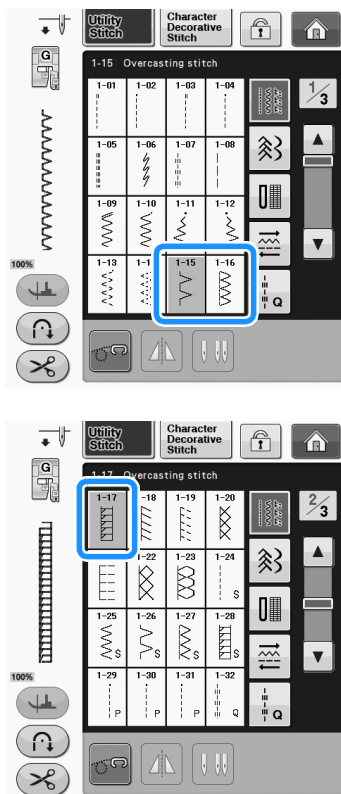 Utility Stitch
Character Decorative Stitch
G
1-15 Overcasting stitch
1/3
1-01 1-02 1-03 1-04
1-05 1-06 1-07 1-08
1-09 1-10 1-11 1-12
1-13 1-1 1-15 1-16
Q
100%
Utility Stitch
Character Decorative Stitch
G
1-17 Overcasting stitch
2/3
1-17 -18 1-19 1-20
-22 1-23 1-24
S
1-25 1-26 1-27 1-28
S S S S
1-29 1-30 1-31 1-32
P P P Q
Q
100%